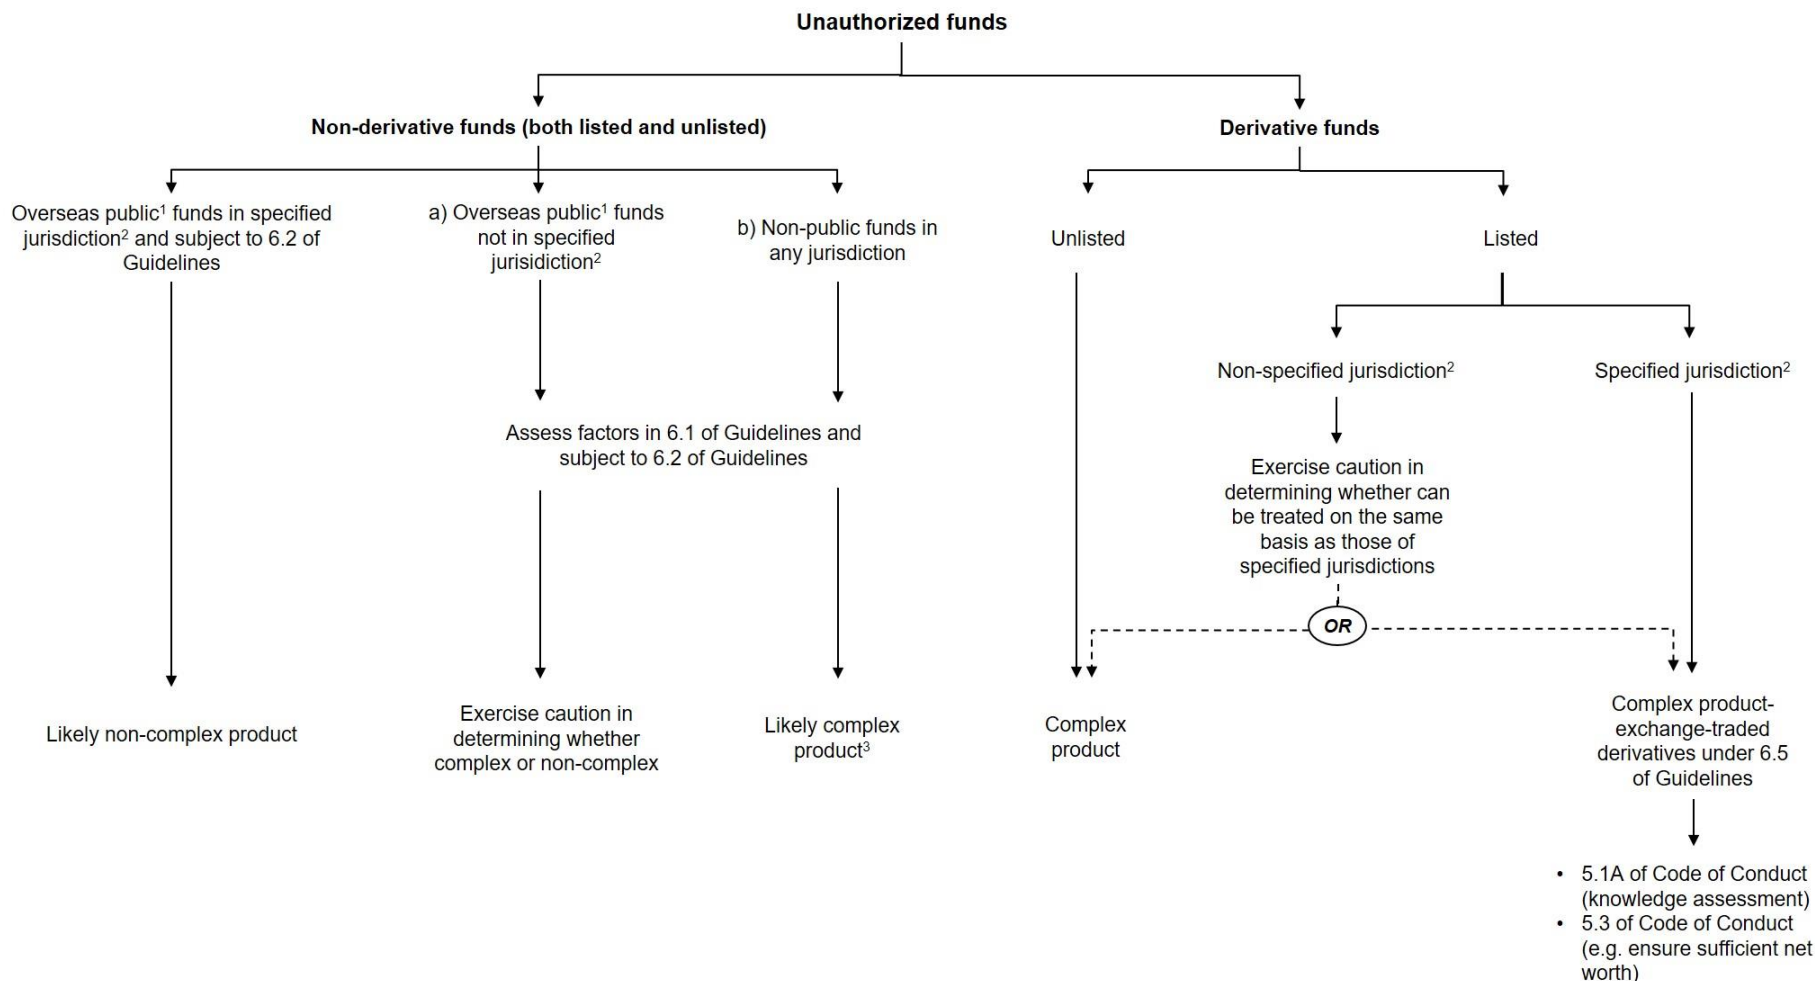 Unauthorized funds
Non-derivative funds (both listed and unlisted)
Derivative funds
Overseas public¹ funds in specified
jurisdiction² and subject to 6.2 of
Guidelines
a) Overseas public¹ funds
not in specified
jurisidiction²
b) Non-public funds in
any jurisdiction
Unlisted
Listed
Non-specified jurisdiction²
Specified jurisdiction²
Assess factors in 6.1 of Guidelines and
subject to 6.2 of Guidelines
Exercise caution in
determining whether can
be treated on the same
basis as those of
specified jurisdictions
OR
Likely non-complex product
Exercise caution in
determining whether
complex or non-complex
Likely complex
product³
Complex
product
Complex product-
exchange-traded
derivatives under 6.5
of Guidelines
• 5.1A of Code of Conduct
(knowledge assessment)
• 5.3 of Code of Conduct
(e.g. ensure sufficient net
worth)